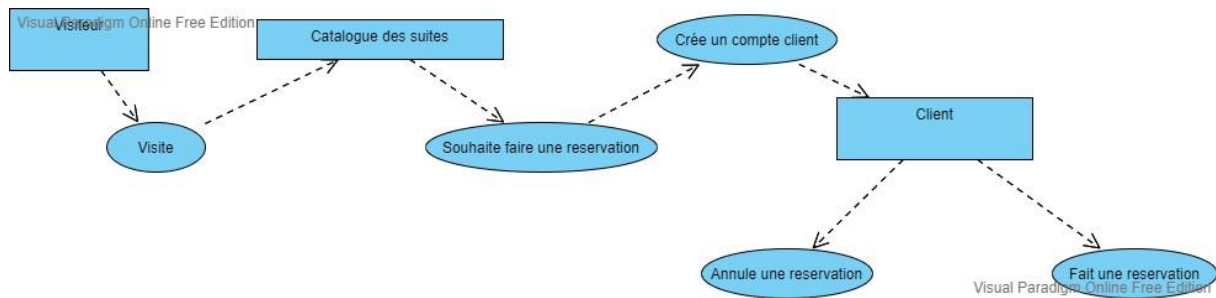 Visual Paradigm Online Free Edition
Visiteur
Catalogue des suites
Crée un compte client
Client
Visite
Souhaite faire une reservation
Annule une reservation
Fait une reservation
Visual Paradigm Online Free Edition